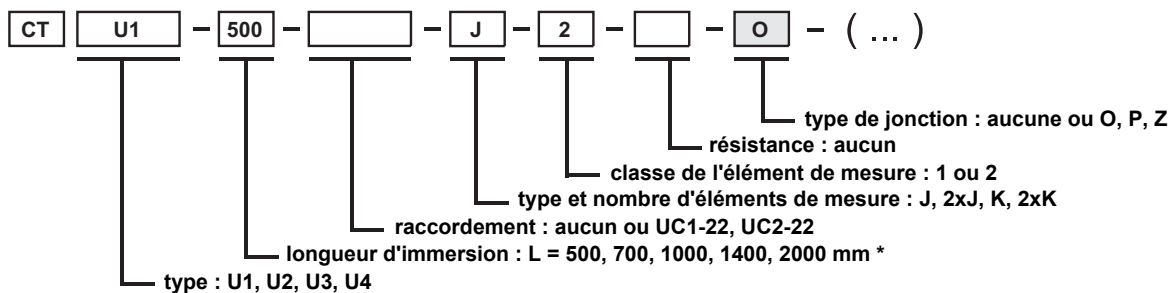 CT U1 – 500 – – J – 2 – – O – ( ... )
type de jonction : aucune ou O, P, Z
résistance : aucun
classe de l'élément de mesure : 1 ou 2
type et nombre d'éléments de mesure : J, 2xJ, K, 2xK
raccordement : aucun ou UC1-22, UC2-22
longueur d'immersion : L = 500, 700, 1000, 1400, 2000 mm *
type : U1, U2, U3, U4